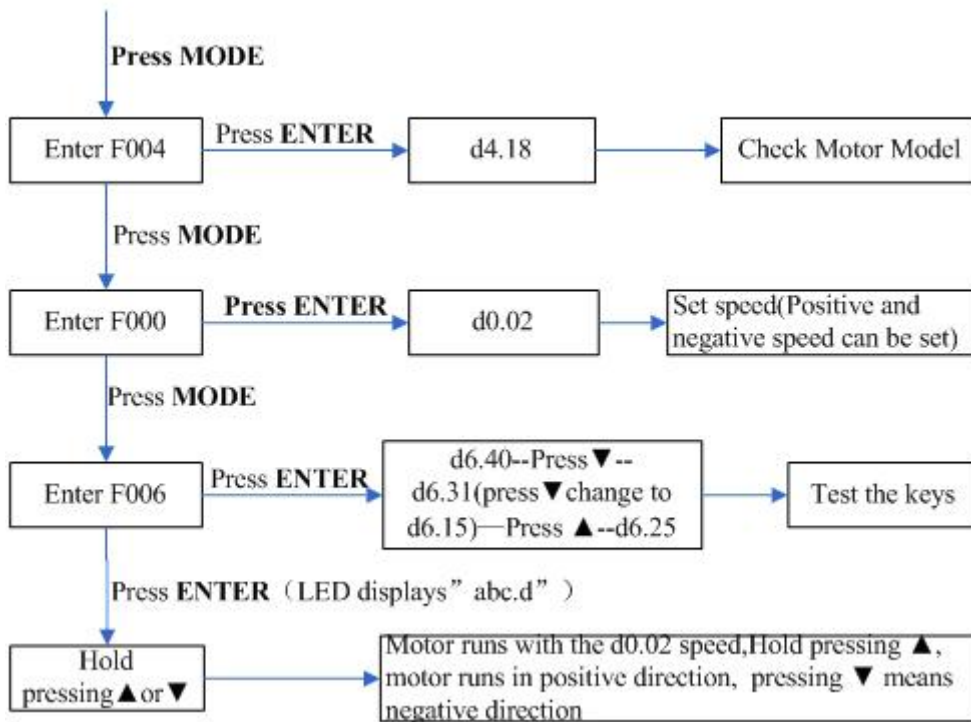 Press MODE
Enter F004
Press ENTER
d4.18
Check Motor Model
Press MODE
Enter F000
Press ENTER
d0.02
Set speed(Positive and
negative speed can be set)
Press MODE
Enter F006
Press ENTER
d6.40--Press▼--
d6.31(press▼change to
d6.15)—Press ▲--d6.25
Test the keys
Press ENTER（LED displays” abc.d” ）
Hold
pressing▲or▼
Motor runs with the d0.02 speed,Hold pressing ▲,
motor runs in positive direction, pressing ▼ means
negative direction